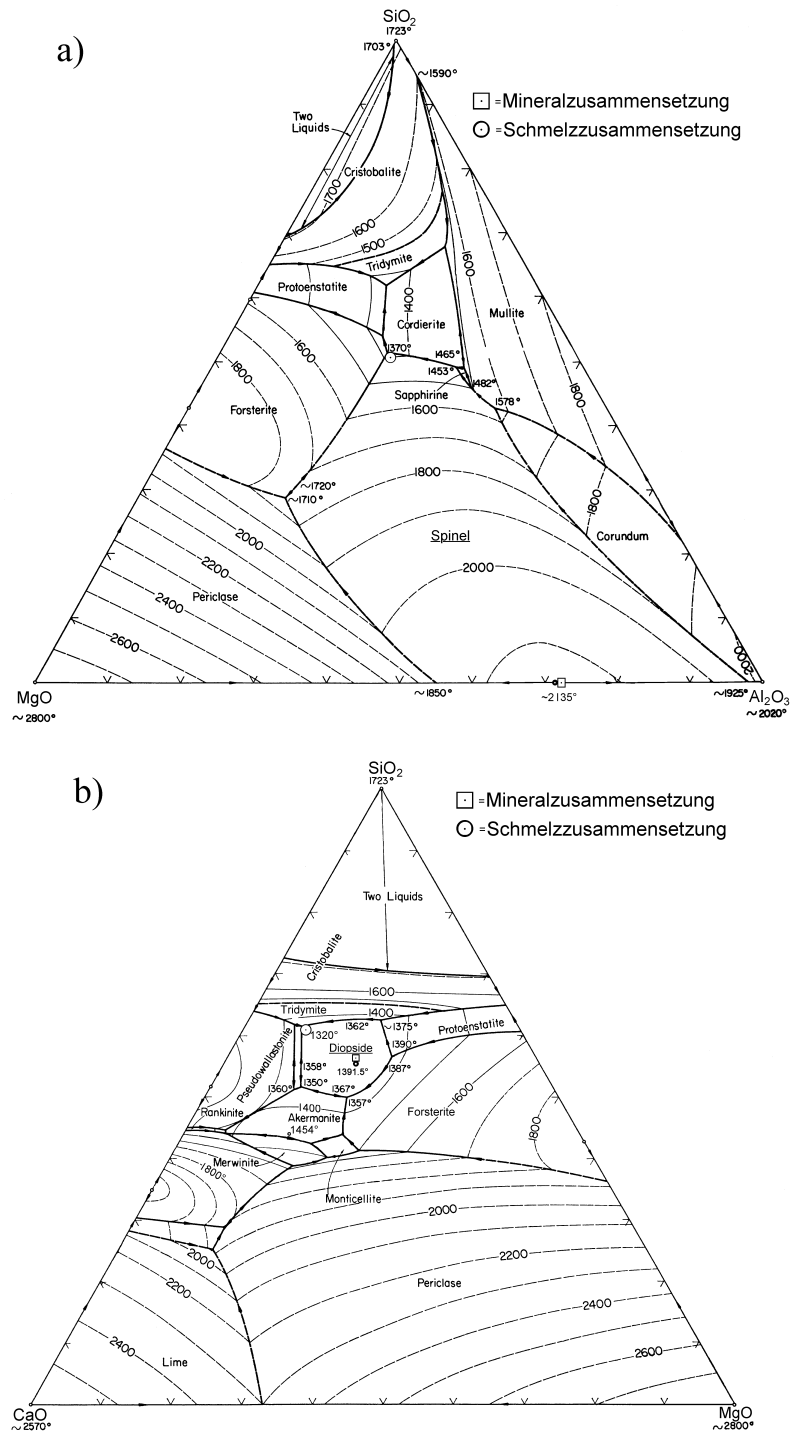 a)
SiO2
1723°
1703°
~1590°
=Mineralzusammensetzung
=Schmelzzusammensetzung
Two
Liquids
Cristobalite
1700
1600
1500
Tridymite
1600
Protoenstatite
1400
Mullite
Cordierite
1370°
1465°
1453°
1600
1800
Sapphirine
1482°
1800
Forsterite
1600
1578°
1800
~1720°
~1710°
1800
Spinel
Corundum
2000
2200
Periclase
2400
2000
2600
2000
MgO
~2800°
~1850°
~2135°
~1925°
Al2O3
~2020°
b)
SiO2
1723°
=Mineralzusammensetzung
=Schmelzzusammensetzung
Two Liquids
Cristobalite
1600
Tridymite
1400
1362°
~1375°
Protoenstatite
1320°
Pseudowallastonite
Diopside
1390°
1391.5°
1387°
1358°
1350°
1360°
1367°
1357°
1600
1400
Rankinite
Akermanite
Forsterite
1454°
1800
Merwinite
1800°
Monticellite
2000
2000
2200
2200
Periclase
2400
2400
Lime
2600
CaO
~2570°
MgO
~2800°